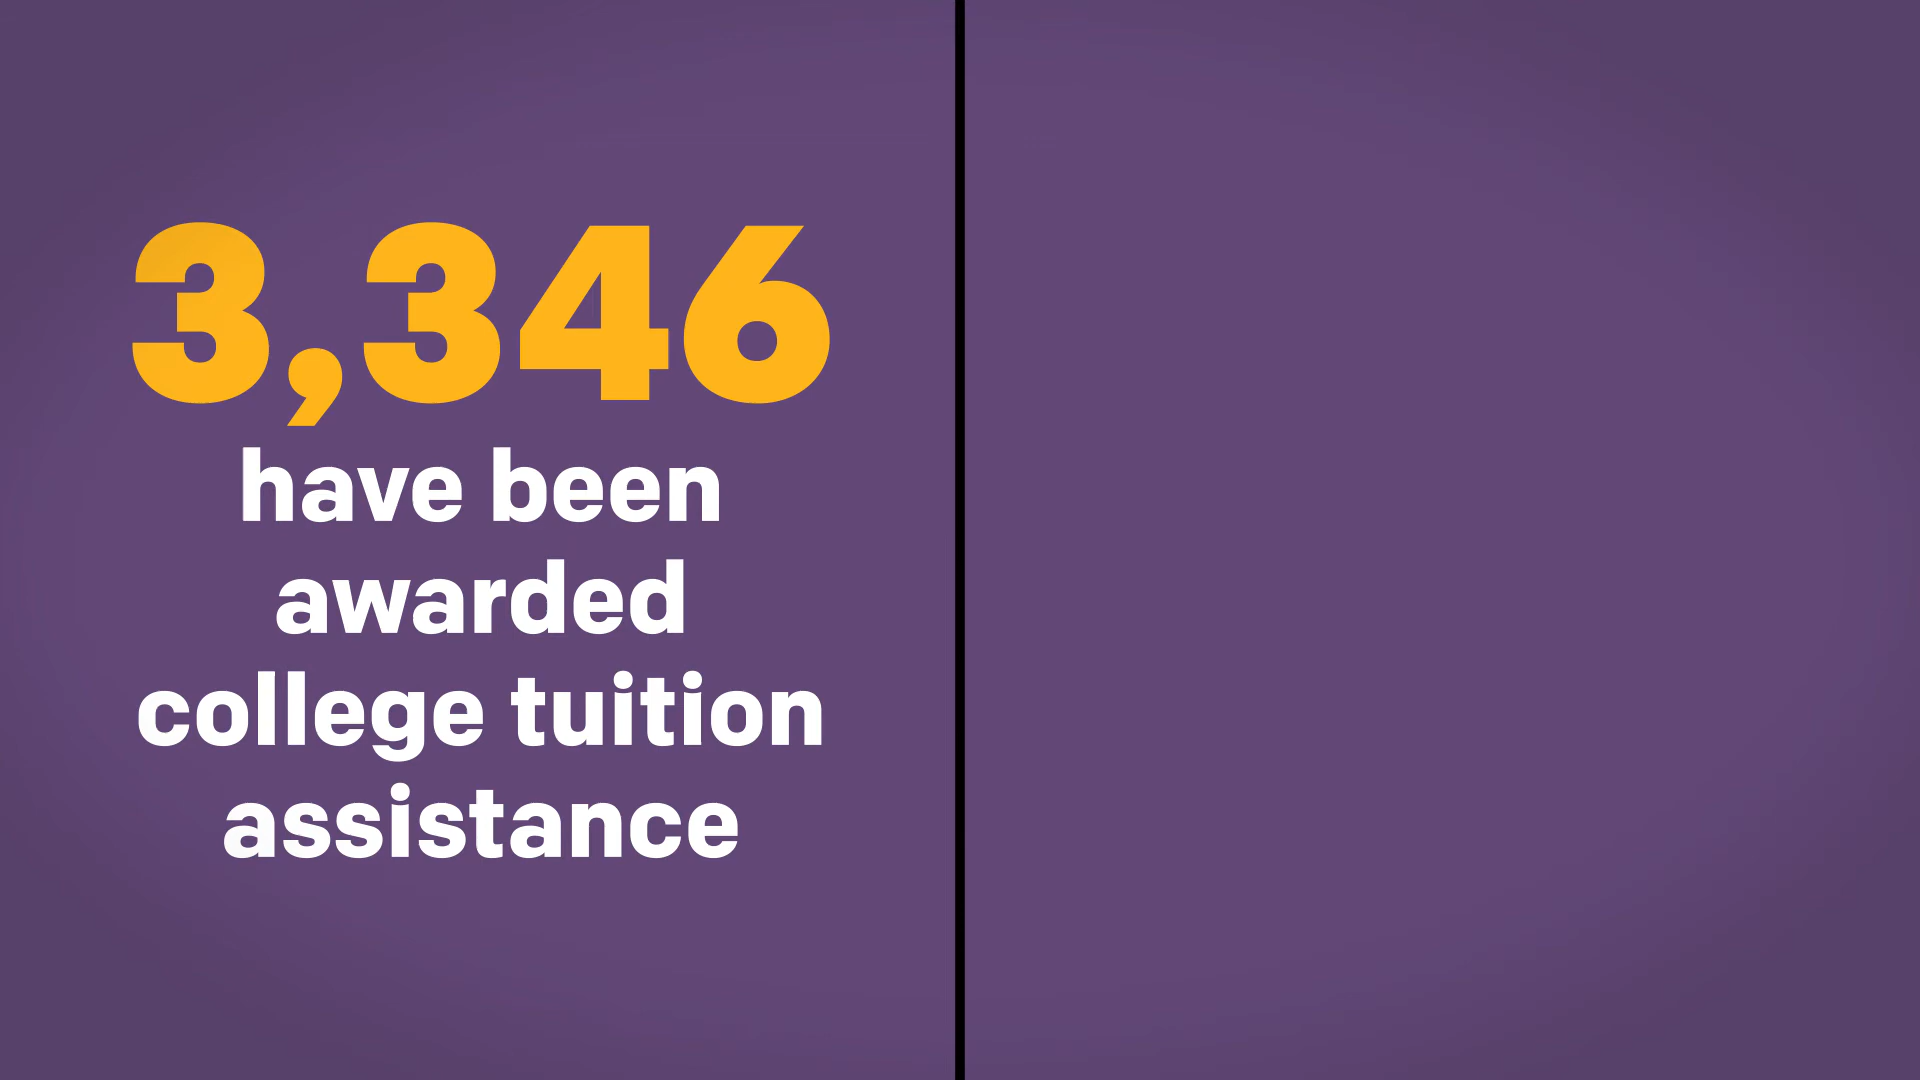 3,346
have been
awarded
college tuition
assistance